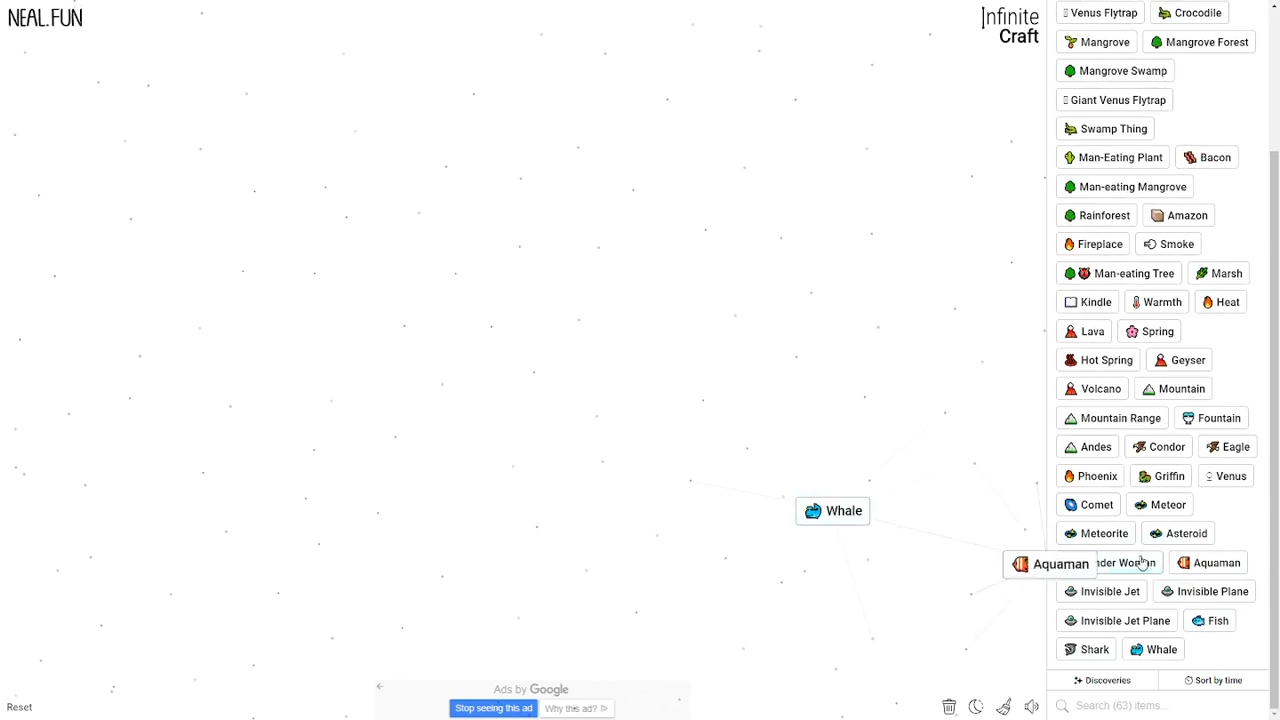 NEAL.FUN
Infinite
Craft
Venus Flytrap
Crocodile
Mangrove
Mangrove Forest
Mangrove Swamp
Giant Venus Flytrap
Swamp Thing
Man-Eating Plant
Bacon
Man-eating Mangrove
Rainforest
Amazon
Fireplace
Smoke
Man-eating Tree
Marsh
Kindle
Warmth
Heat
Lava
Spring
Hot Spring
Geyser
Volcano
Mountain
Mountain Range
Fountain
Andes
Condor
Eagle
Phoenix
Griffin
Venus
Whale
Comet
Meteor
Meteorite
Asteroid
Aquaman
nder Woman
Aquaman
Invisible Jet
Invisible Plane
Invisible Jet Plane
Fish
Shark
Whale
Discoveries
Sort by time
Ads by Google
Stop seeing this ad
Why this ad?
Reset
Search (63) items...